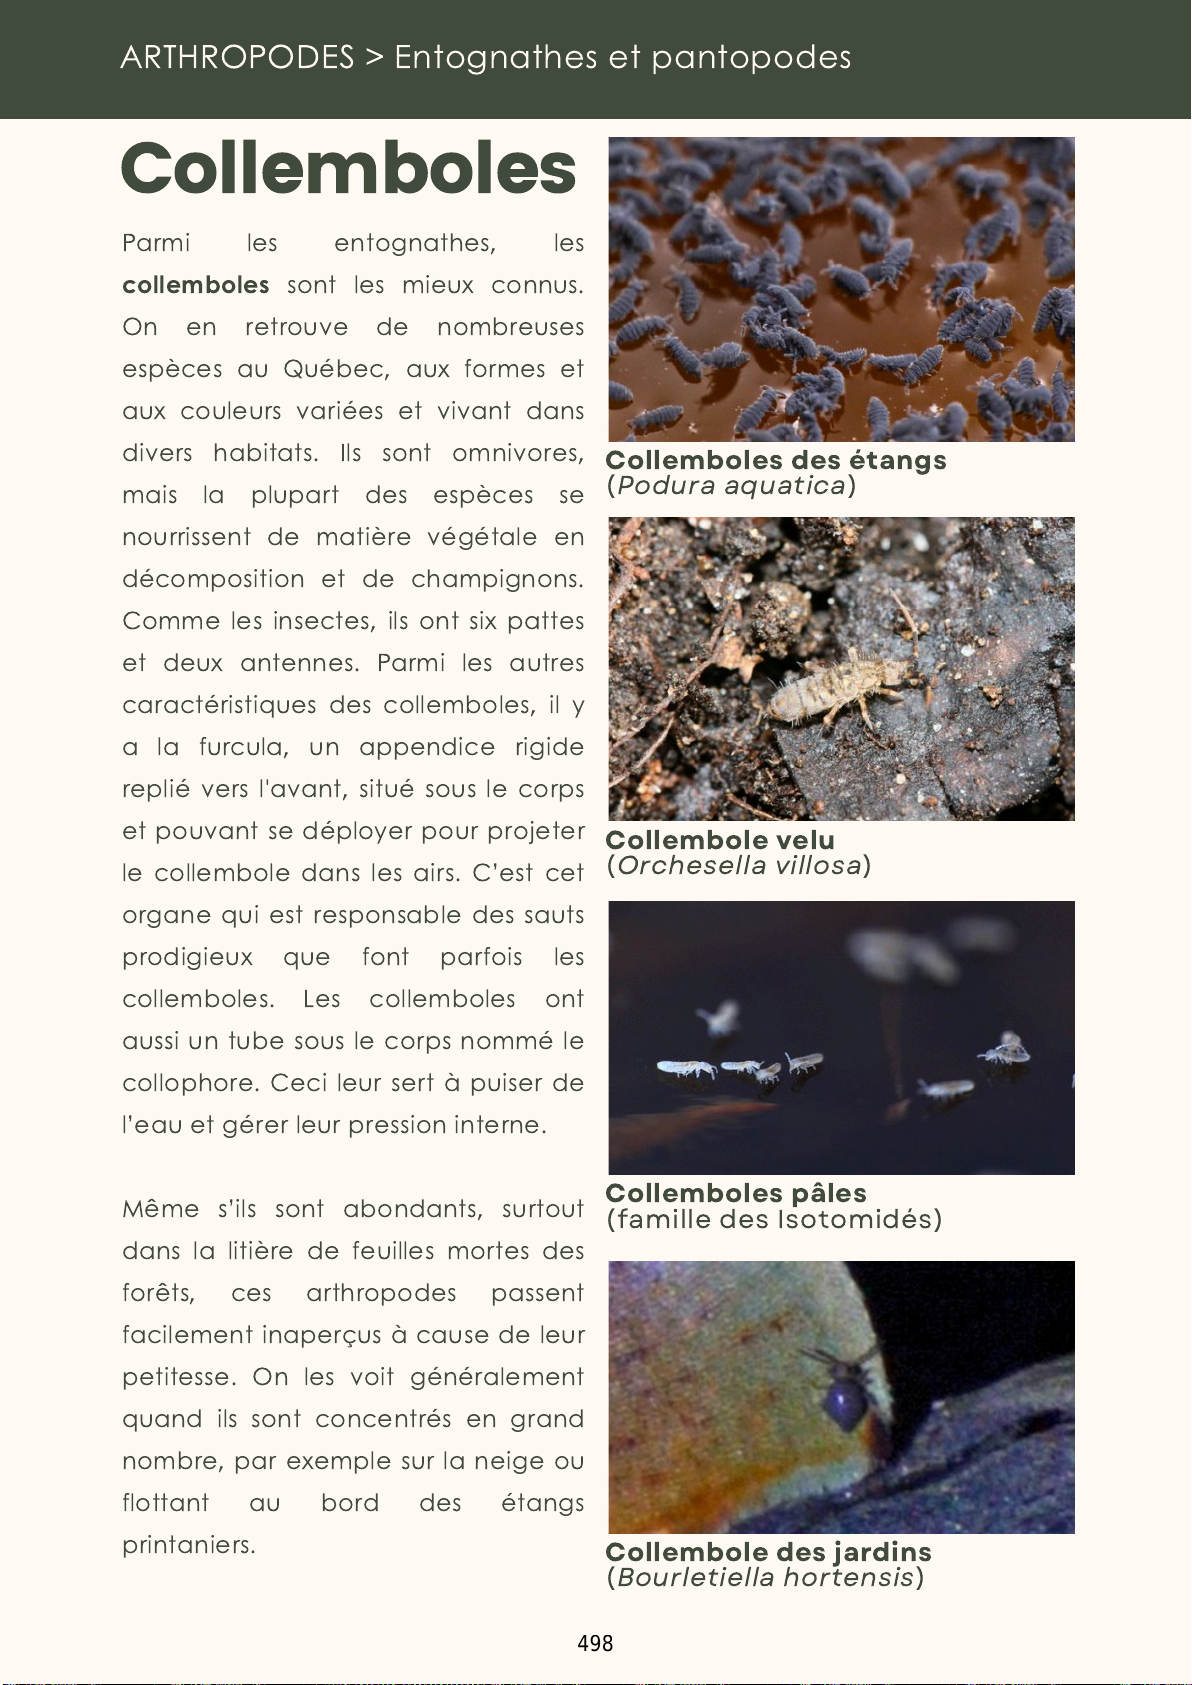 ARTHROPODES > Entognathes et pantopodes
Collemboles
Parmi les entognathes, les
collemboles sont les mieux connus.
On en retrouve de nombreuses
espèces au Québec, aux formes et
aux couleurs variées et vivant dans
divers habitats. Ils sont omnivores,
mais la plupart des espèces se
nourrissent de matière végétale en
décomposition et de champignons.
Comme les insectes, ils ont six pattes
et deux antennes. Parmi les autres
caractéristiques des collemboles, il y
a la furcula, un appendice rigide
replié vers l'avant, situé sous le corps
et pouvant se déployer pour projeter
le collembole dans les airs. C’est cet
organe qui est responsable des sauts
prodigieux que font parfois les
collemboles. Les collemboles ont
aussi un tube sous le corps nommé le
collophore. Ceci leur sert à puiser de
l’eau et gérer leur pression interne.
Même s’ils sont abondants, surtout
dans la litière de feuilles mortes des
forêts, ces arthropodes passent
facilement inaperçus à cause de leur
petitesse. On les voit généralement
quand ils sont concentrés en grand
nombre, par exemple sur la neige ou
flottant au bord des étangs
printaniers.
Collemboles des étangs
(Podura aquatica)
Collembole velu
(Orchesella villosa)
Collemboles pâles
(famille des Isotomidés)
Collembole des jardins
(Bourletiella hortensis)
498